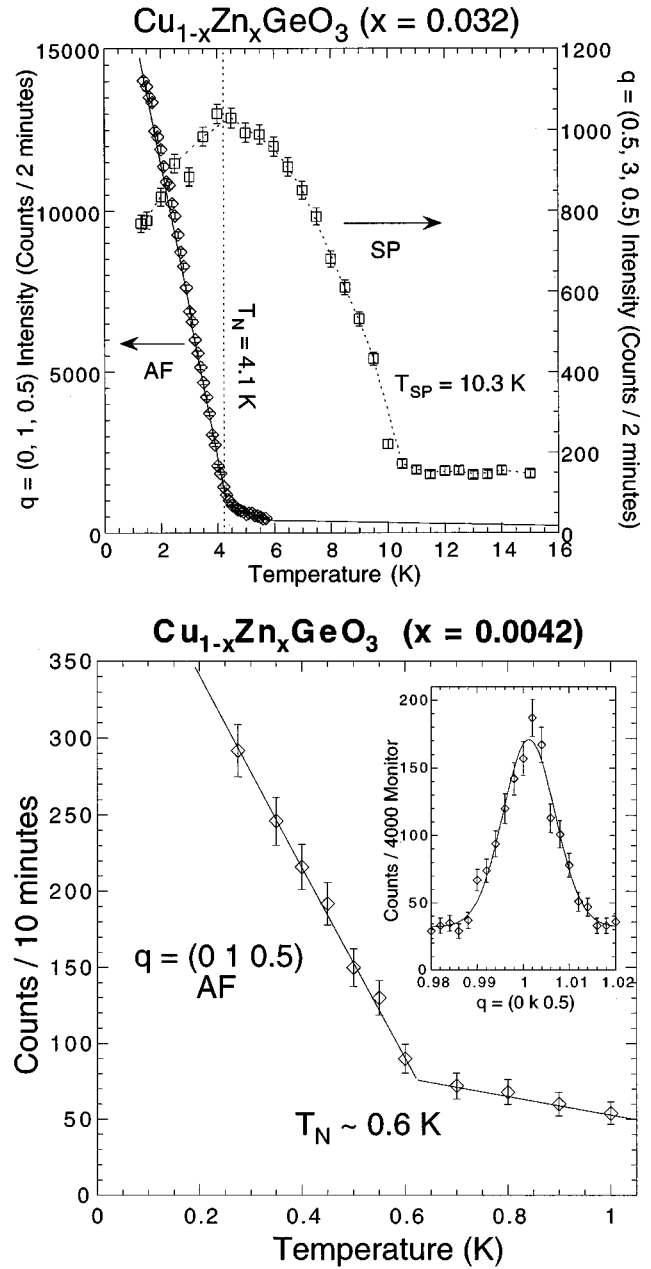 Cu1-xZnxGeO3 (x = 0.032)
q = (0, 1, 0.5) Intensity (Counts / 2 minutes)
15000
10000
5000
0
1200
1000
800
600
400
200
0
q = (0.5, 3, 0.5) Intensity (Counts / 2 minutes)
SP
AF
TN = 4.1 K
TSP = 10.3 K
0 2 4 6 8 10 12 14 16
Temperature (K)
Cu1-xZnxGeO3 (x = 0.0042)
Counts / 10 minutes
350
300
250
200
150
100
50
0
q = (0 1 0.5)
AF
TN ~ 0.6 K
Counts / 4000 Monitor
200
150
100
50
0
0.98 0.99 1 1.01 1.02
q = (0 k 0.5)
0 0.2 0.4 0.6 0.8 1
Temperature (K)